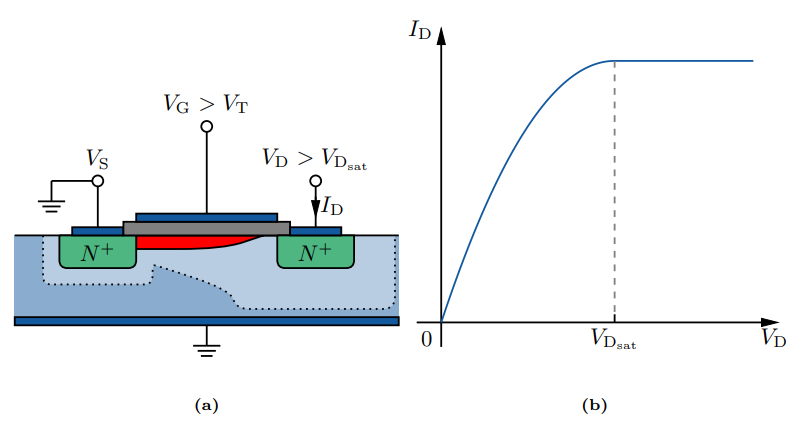 I_D
V_G > V_T
V_S
V_D > V_Dsat
I_D
N⁺
N⁺
0
V_Dsat
V_D
(a)
(b)